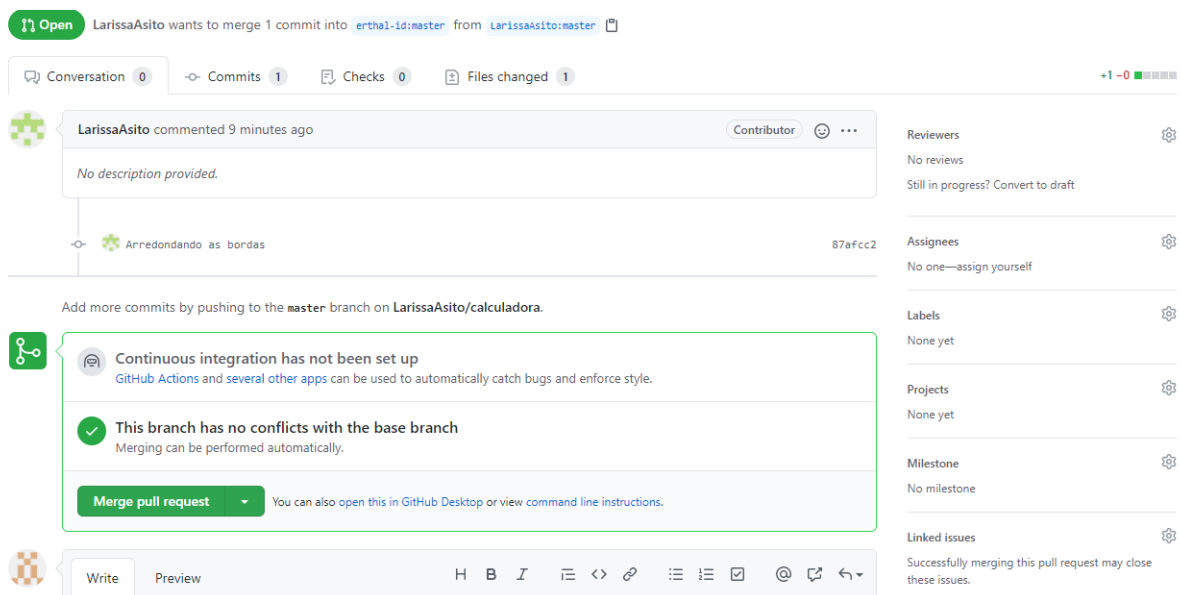 Open LarissaAsito wants to merge 1 commit into erthal-id:master from LarissaAsito:master
Conversation 0 Commits 1 Checks 0 Files changed 1 +1 −0
LarissaAsito commented 9 minutes ago Contributor
No description provided.
Arredondando as bordas 87afcc2
Add more commits by pushing to the master branch on LarissaAsito/calculadora.
Continuous integration has not been set up
GitHub Actions and several other apps can be used to automatically catch bugs and enforce style.
This branch has no conflicts with the base branch
Merging can be performed automatically.
Merge pull request You can also open this in GitHub Desktop or view command line instructions.
Write Preview H B I
Reviewers
No reviews
Still in progress? Convert to draft
Assignees
No one—assign yourself
Labels
None yet
Projects
None yet
Milestone
No milestone
Linked issues
Successfully merging this pull request may close
these issues.